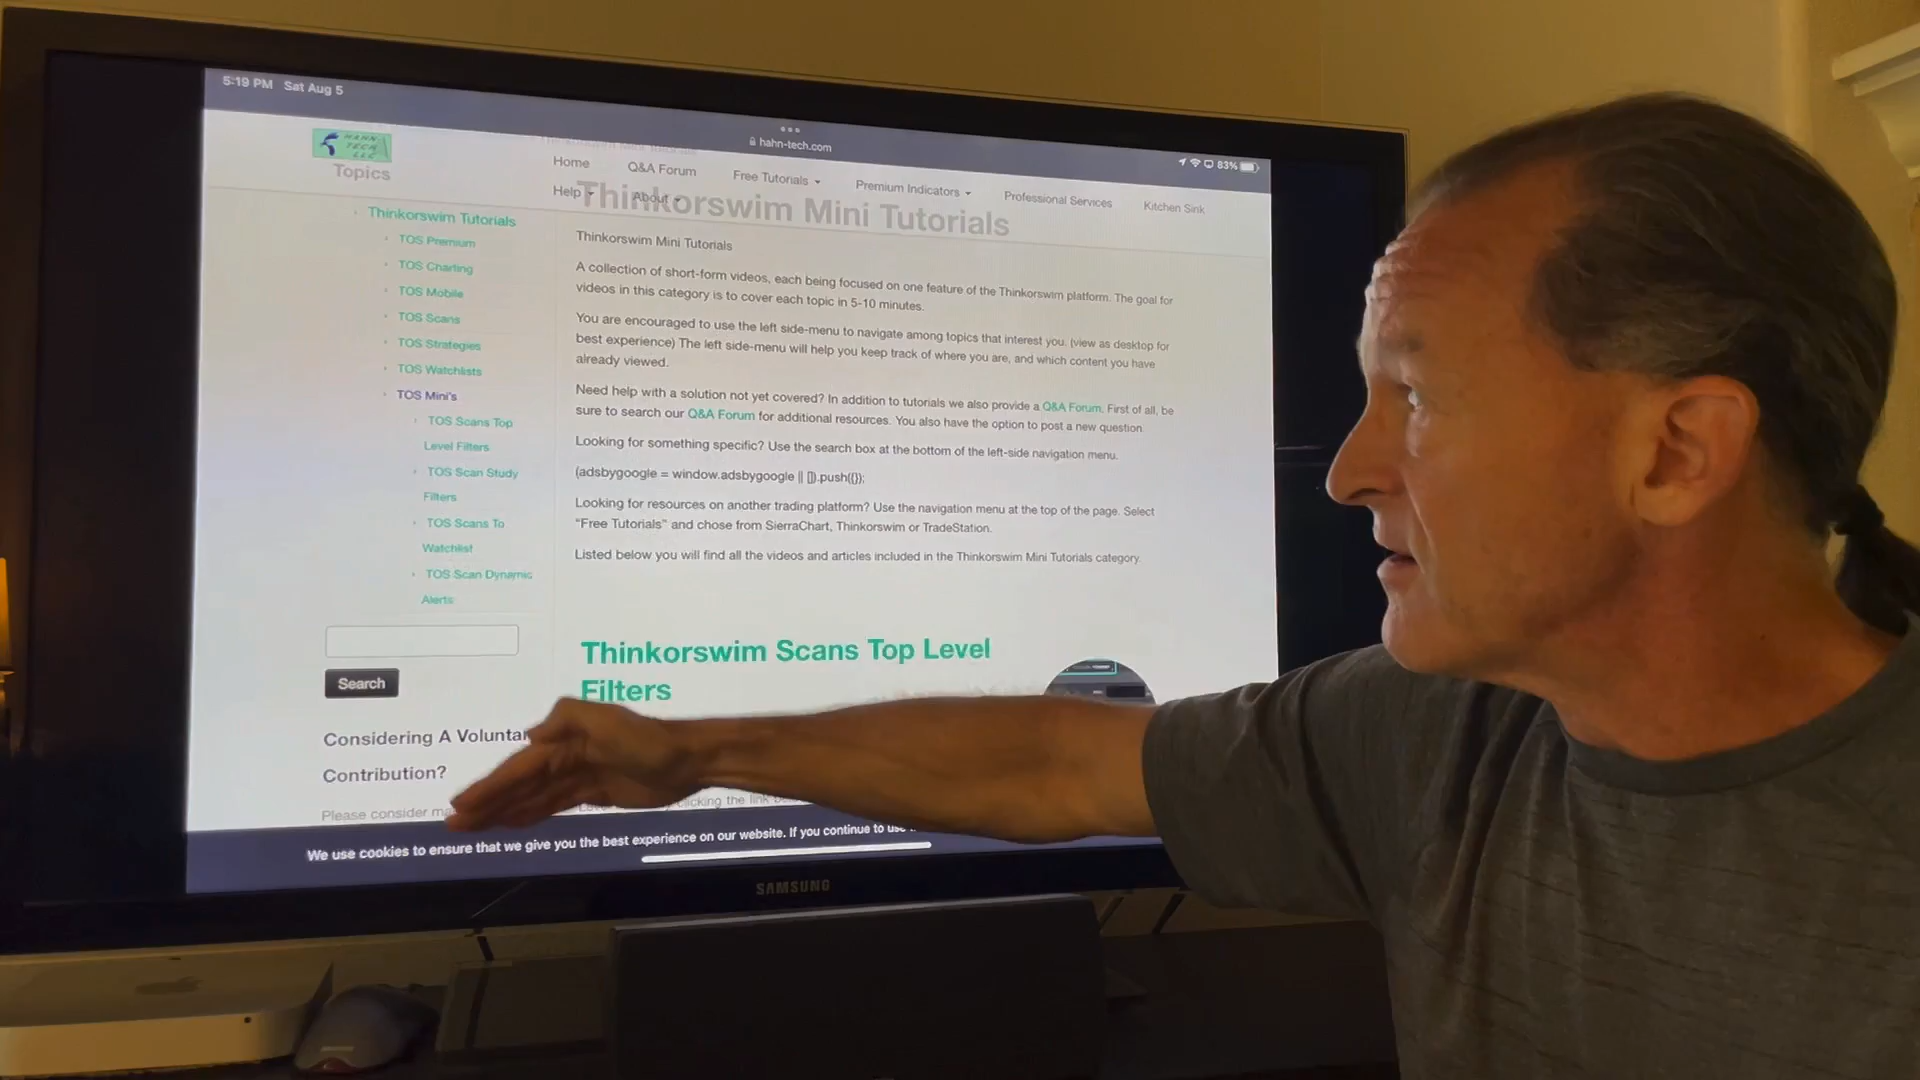 5:19 PM Sat Aug 5
hahn-tech.com
83%
HAHN
TECH
LLC
Home
Q&A Forum
Free Tutorials
Premium Indicators
Professional Services
Kitchen Sink
Help
About
Topics
Thinkorswim Tutorials
TOS Premium
TOS Charting
TOS Mobile
TOS Scans
TOS Strategies
TOS Watchlists
TOS Mini's
TOS Scans Top
Level Filters
TOS Scan Study
Filters
TOS Scans To
Watchlist
TOS Scan Dynamic
Alerts
Search
Considering A
Contribution?
Please consider
Thinkorswim Mini Tutorials
Thinkorswim Mini Tutorials
A collection of short-form videos, each being focused on one feature of the Thinkorswim platform. The goal for
videos in this category is to cover each topic in 5-10 minutes.
You are encouraged to use the left side-menu to navigate among topics that interest you. (view as desktop for
best experience) The left side-menu will help you keep track of where you are, and which content you have
already viewed.
Need help with a solution not yet covered? In addition to tutorials we also provide a Q&A Forum. First of all, be
sure to search our Q&A Forum for additional resources. You also have the option to post a new question.
Looking for something specific? Use the search box at the bottom of the left-side navigation menu.
(adsbygoogle = window.adsbygoogle || []).push({});
Looking for resources on another trading platform? Use the navigation menu at the top of the page. Select
"Free Tutorials" and chose from SierraChart, Thinkorswim or TradeStation.
Listed below you will find all the videos and articles included in the Thinkorswim Mini Tutorials category.
Thinkorswim Scans Top Level
Filters
clicking the link
We use cookies to ensure that we give you the best experience on our website. If you continue to use
SAMSUNG